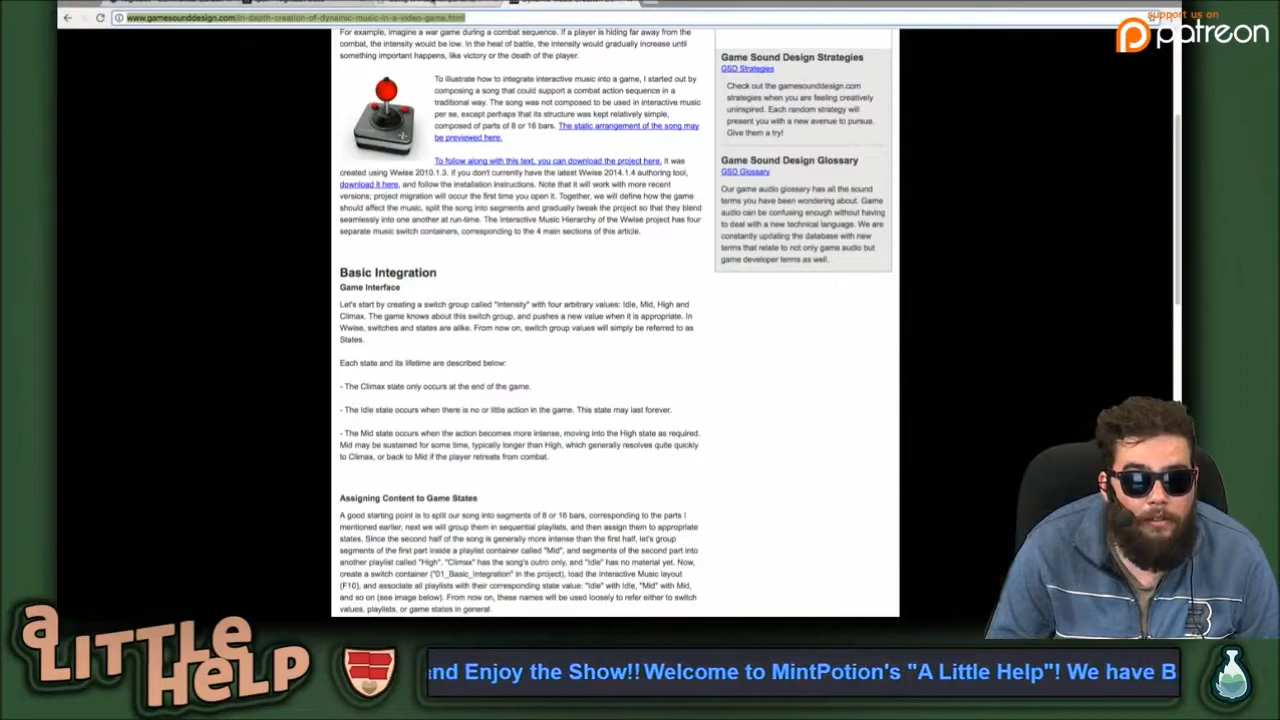 support us on
patreon
www.gamesounddesign.com/in-depth-creation-of-dynamic-music-in-a-video-game.html
For example, imagine a war game during a combat sequence. If a player is hiding far away from the
combat, the intensity would be low. In the heat of battle, the intensity would gradually increase until
something important happens, like victory or the death of the player.
To illustrate how to integrate interactive music into a game, I started out by
composing a song that could support a combat action sequence in a
traditional way. The song was not composed to be used in interactive music
per se, except perhaps that its structure was kept relatively simple,
composed of parts of 8 or 16 bars. The static arrangement of the song may
be previewed here.
To follow along with this text, you can download the project here, it was
created using Wwise 2010.1.3. If you don't currently have the latest Wwise 2014.1.4 authoring tool,
download it here, and follow the installation instructions. Note that it will work with more recent
versions; project migration will occur the first time you open it. Together, we will define how the game
should affect the music, split the song into segments and gradually tweak the project so that they blend
seamlessly into one another at run-time. The Interactive Music Hierarchy of the Wwise project has four
separate music switch containers, corresponding to the 4 main sections of this article.
Basic Integration
Game Interface
Let's start by creating a switch group called "Intensity" with four arbitrary values: Idle, Mid, High and
Climax. The game knows about this switch group, and pushes a new value when it is appropriate. In
Wwise, switches and states are alike. From now on, switch group values will simply be referred to as
States.
Each state and its lifetime are described below:
- The Climax state only occurs at the end of the game.
- The Idle state occurs when there is no or little action in the game. This state may last forever.
- The Mid state occurs when the action becomes more intense, moving into the High state as required.
Mid may be sustained for some time, typically longer than High, which generally resolves quite quickly
to Climax, or back to Mid if the player retreats from combat.
Assigning Content to Game States
A good starting point is to split our song into segments of 8 or 16 bars, corresponding to the parts I
mentioned earlier, next we will group them in sequential playlists, and then assign them to appropriate
states. Since the second half of the song is generally more intense than the first half, let's group
segments of the first part inside a playlist container called "Mid", and segments of the second part into
another playlist called "High". "Climax" has the song's outro only, and "Idle" has no material yet. Now,
create a switch container ("01_Basic_Integration" in the project), load the Interactive Music layout
(F10), and associate all playlists with their corresponding state value: "Idle" with Idle, "Mid" with Mid,
and so on (see image below). From now on, these names will be used loosely to refer either to switch
values, playlists, or game states in general.
Game Sound Design Strategies
GSD Strategies
Check out the gamesounddesign.com
strategies when you are feeling creatively
uninspired. Each random strategy will
present you with a new avenue to pursue.
Give them a try!
Game Sound Design Glossary
GSD Glossary
Our game audio glossary has all the sound
terms you have been wondering about. Game
audio can be confusing enough without having
to deal with a new technical language. We are
constantly updating the database with new
terms that relate to not only game audio but
game developer terms as well.
a LiTTLe HeLP
and Enjoy the Show!! Welcome to MintPotion's "A Little Help"! We have B